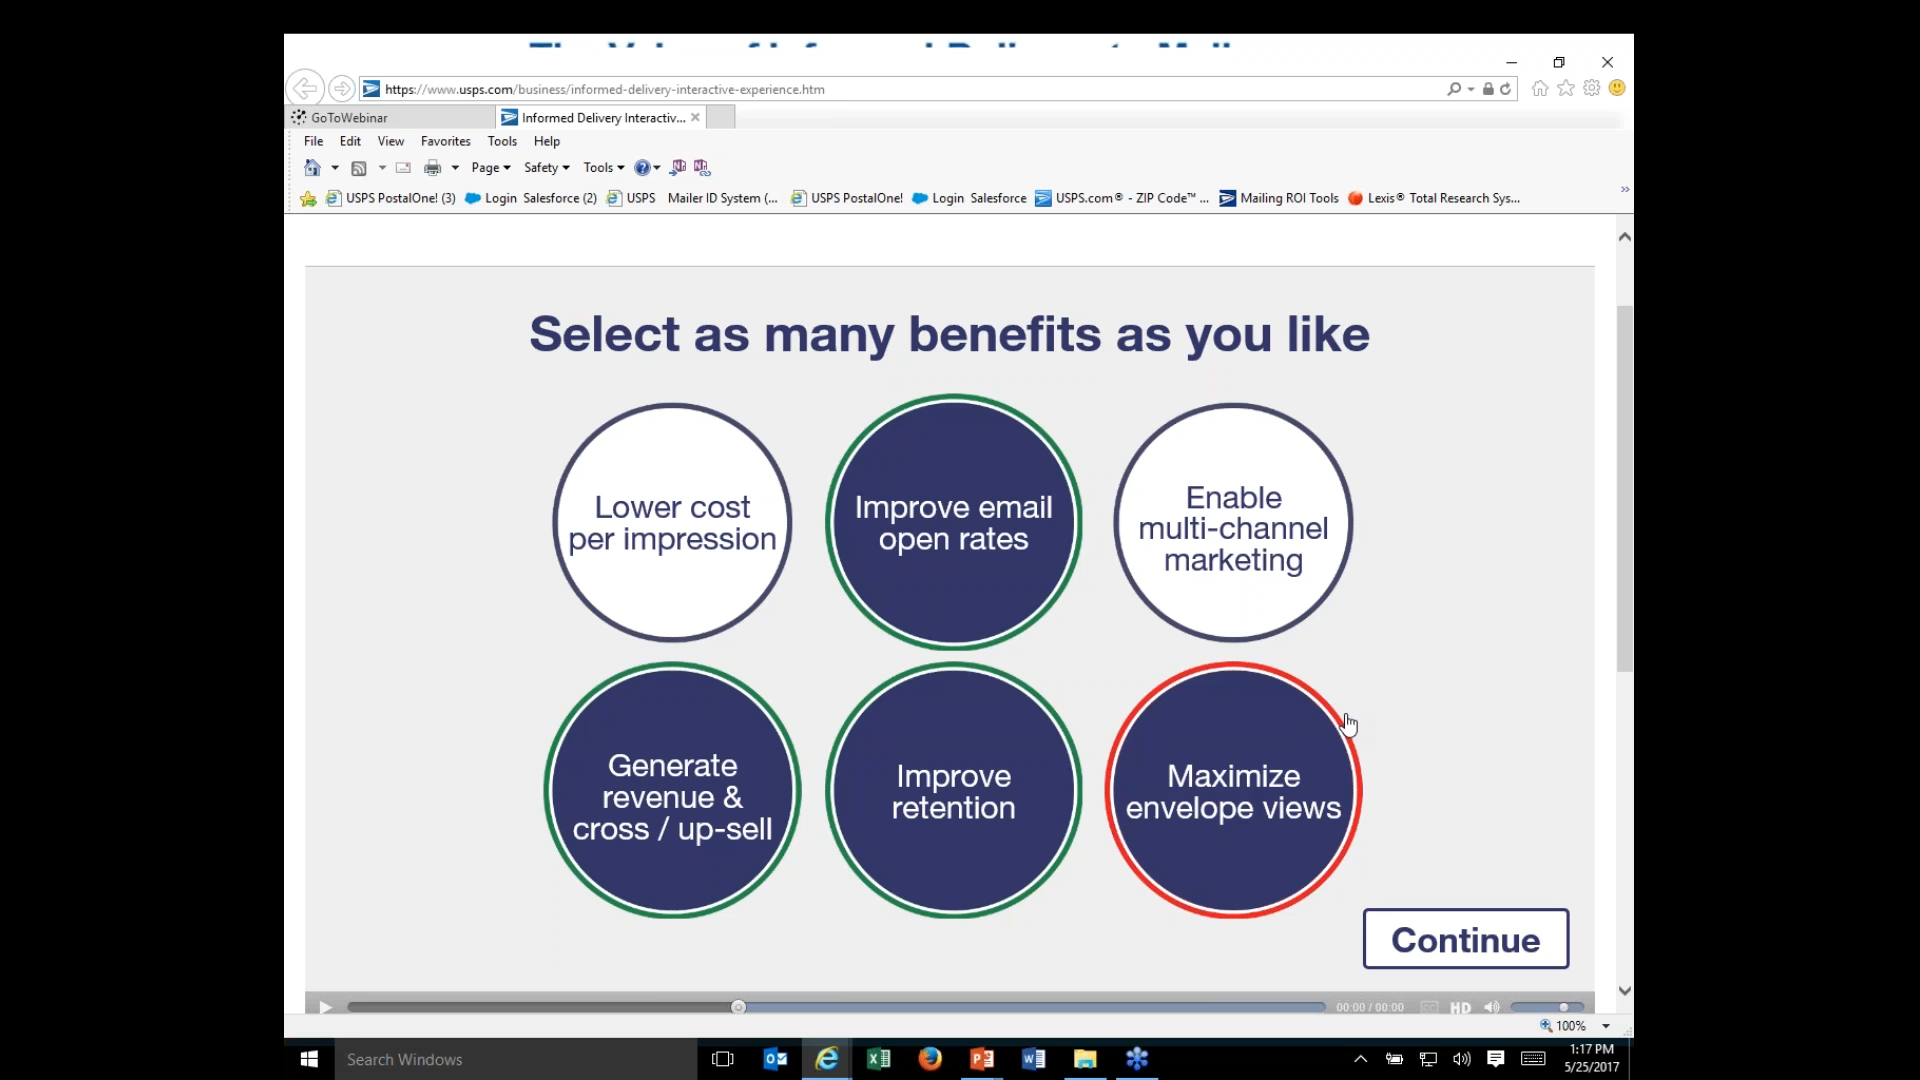 https://www.usps.com/business/informed-delivery-interactive-experience.htm
GoToWebinar
Informed Delivery Interactiv...
File Edit View Favorites Tools Help
Page Safety Tools
USPS PostalOne! (3) Login Salesforce (2) USPS Mailer ID System (... USPS PostalOne! Login Salesforce USPS.com® - ZIP Code™ ... Mailing ROI Tools Lexis® Total Research Sys...
Select as many benefits as you like
Lower cost
per impression
Improve email
open rates
Enable
multi-channel
marketing
Generate
revenue &
cross / up-sell
Improve
retention
Maximize
envelope views
Continue
00:00 / 00:00 CC HD
100%
Search Windows
1:17 PM
5/25/2017